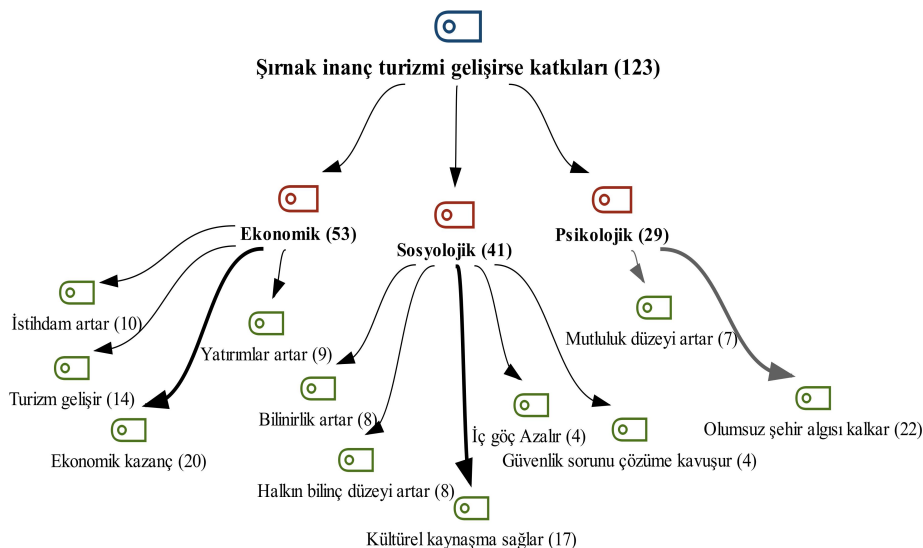 Şırnak inanç turizmi gelişirse katkıları (123)
Ekonomik (53)
Sosyolojik (41)
Psikolojik (29)
İstihdam artar (10)
Turizm gelişir (14)
Ekonomik kazanç (20)
Yatırımlar artar (9)
Bilinirlik artar (8)
Halkın bilinç düzeyi artar (8)
Kültürel kaynaşma sağlar (17)
İç göç Azalır (4)
Güvenlik sorunu çözüme kavuşur (4)
Mutluluk düzeyi artar (7)
Olumsuz şehir algısı kalkar (22)